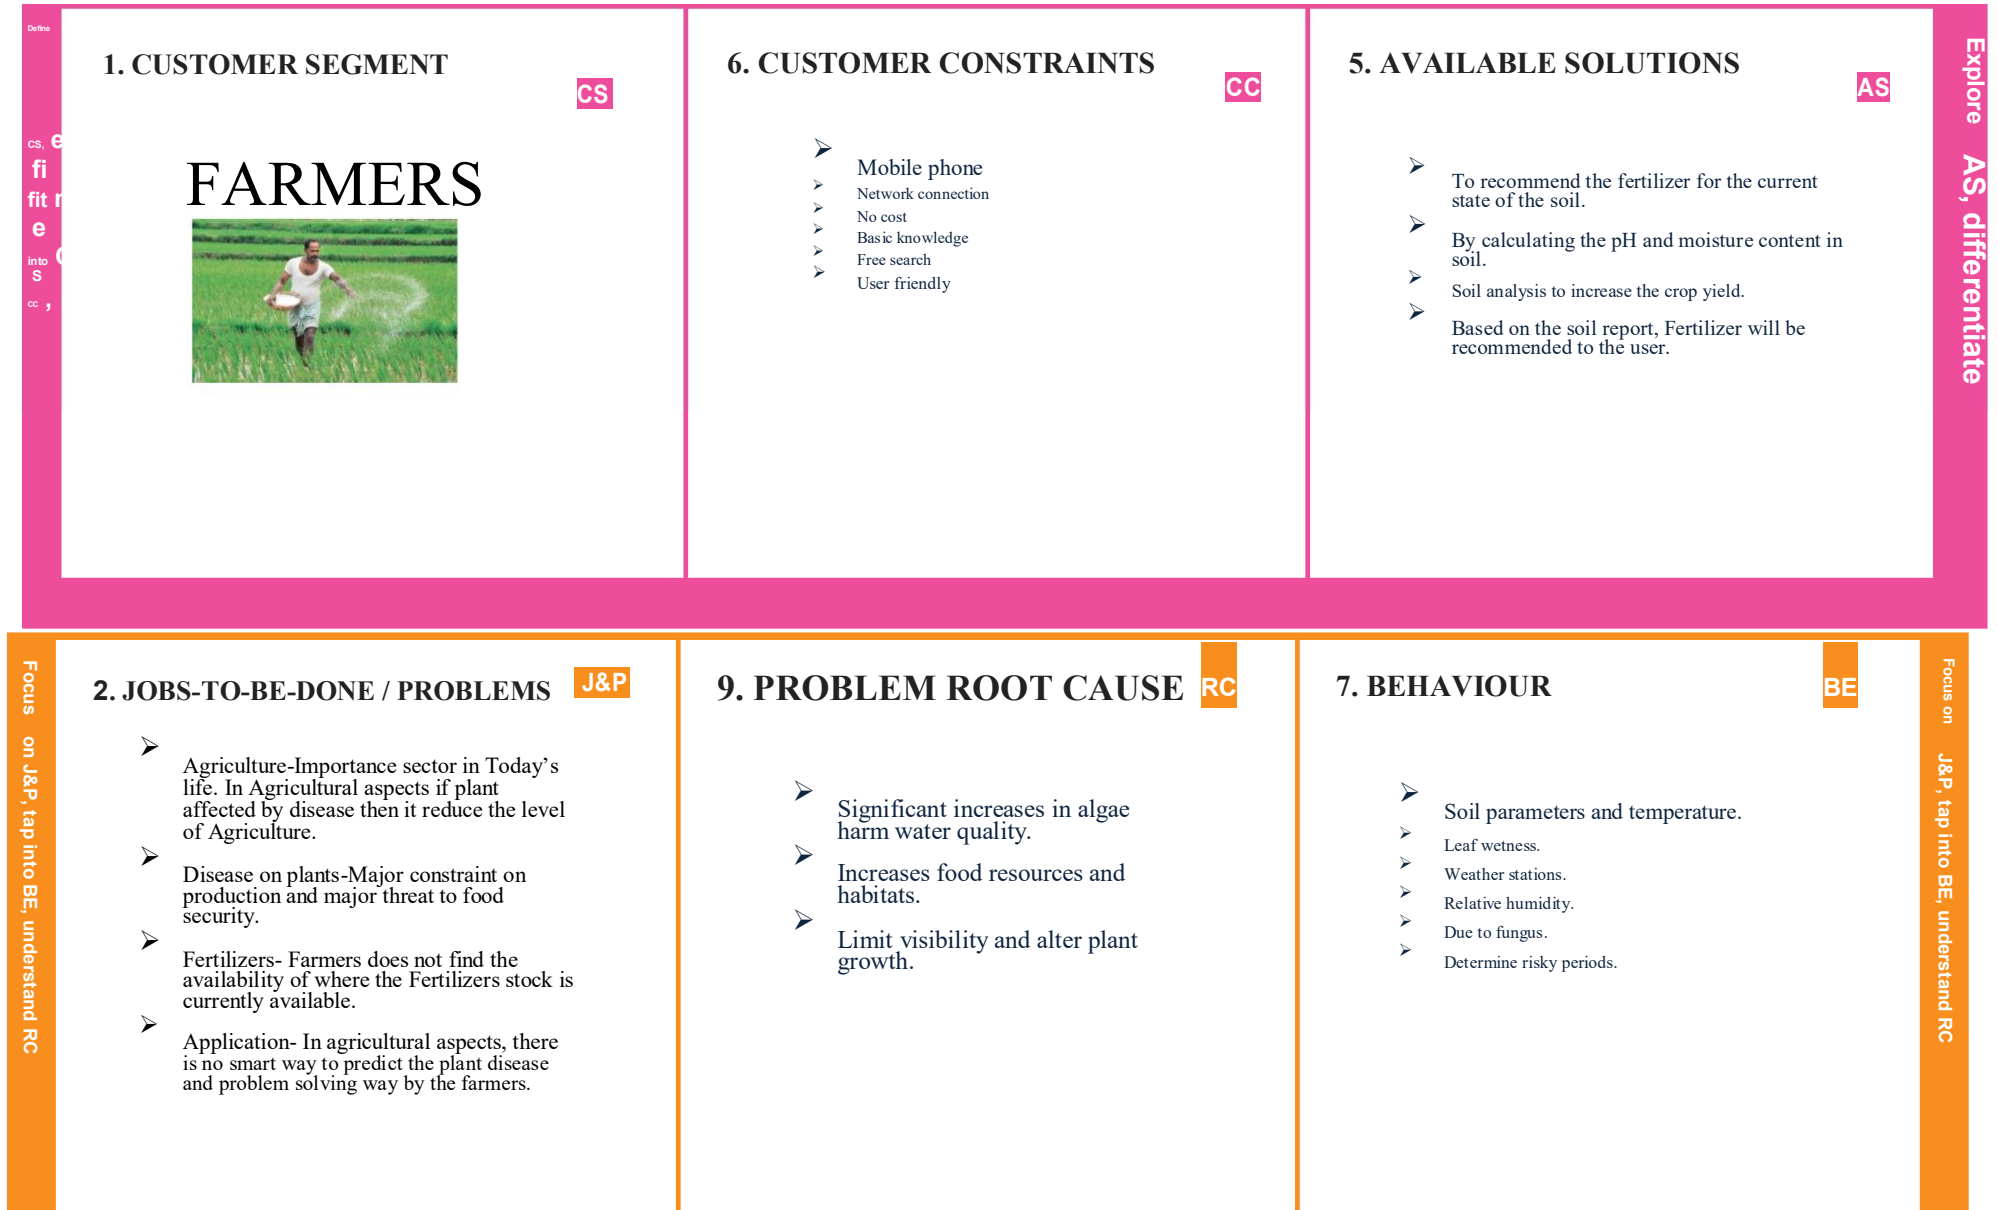 Define
CS, e
fi
fit
e
into
S
cc ,
1. CUSTOMER SEGMENT
CS
FARMERS
6. CUSTOMER CONSTRAINTS
CC
Mobile phone
Network connection
No cost
Basic knowledge
Free search
User friendly
5. AVAILABLE SOLUTIONS
AS
To recommend the fertilizer for the current
state of the soil.
By calculating the pH and moisture content in
soil.
Soil analysis to increase the crop yield.
Based on the soil report, Fertilizer will be
recommended to the user.
Explore AS, differentiate
Focus on J&P, tap into BE, understand RC
2. JOBS-TO-BE-DONE / PROBLEMS
J&P
Agriculture-Importance sector in Today’s
life. In Agricultural aspects if plant
affected by disease then it reduce the level
of Agriculture.
Disease on plants-Major constraint on
production and major threat to food
security.
Fertilizers- Farmers does not find the
availability of where the Fertilizers stock is
currently available.
Application- In agricultural aspects, there
is no smart way to predict the plant disease
and problem solving way by the farmers.
9. PROBLEM ROOT CAUSE
RC
Significant increases in algae
harm water quality.
Increases food resources and
habitats.
Limit visibility and alter plant
growth.
7. BEHAVIOUR
BE
Soil parameters and temperature.
Leaf wetness.
Weather stations.
Relative humidity.
Due to fungus.
Determine risky periods.
Focus on J&P, tap into BE, understand RC